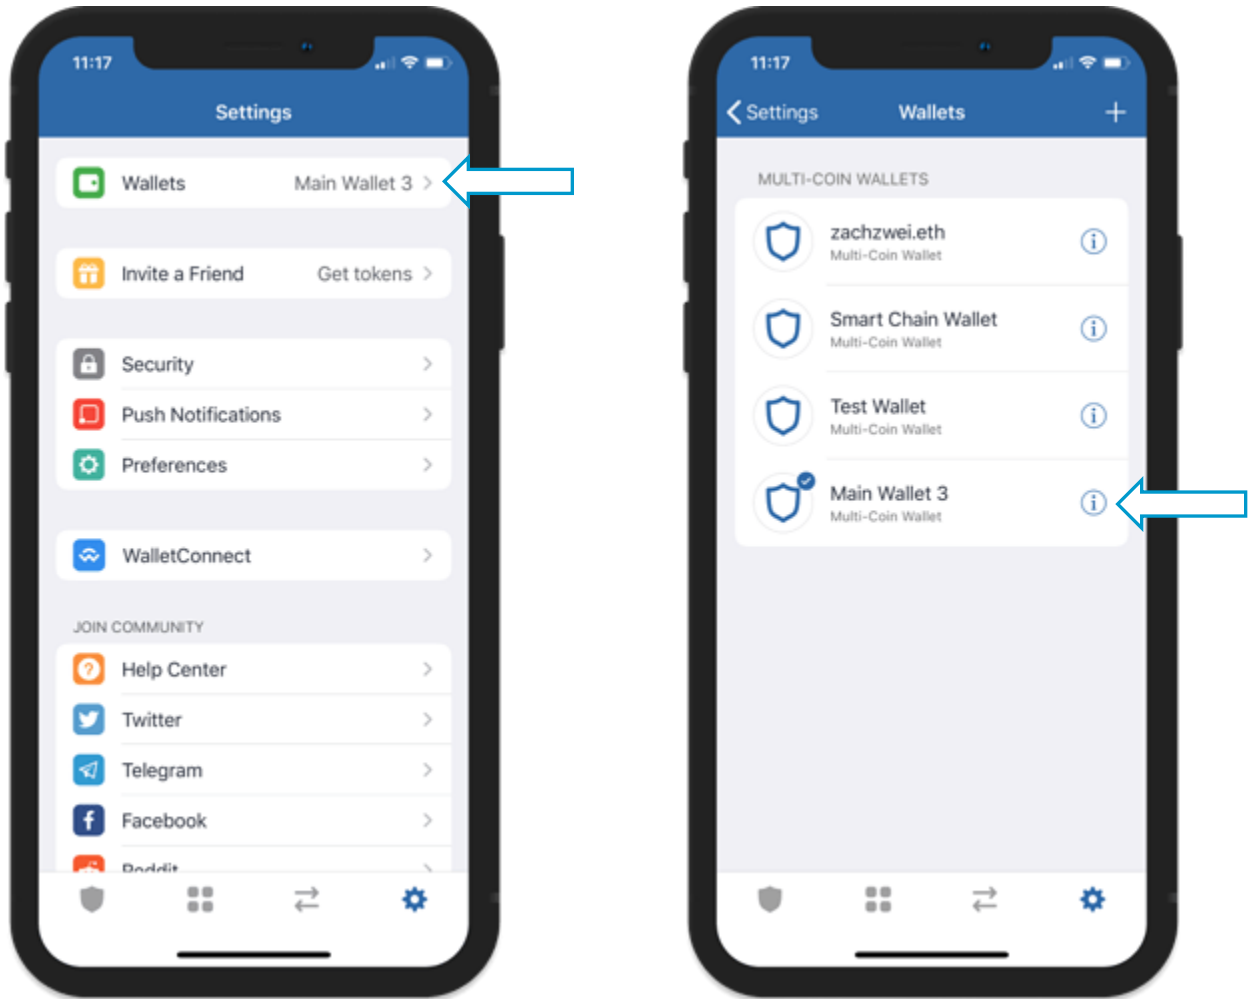 11:17
Settings
Wallets Main Wallet 3
Invite a Friend Get tokens
Security
Push Notifications
Preferences
WalletConnect
JOIN COMMUNITY
Help Center
Twitter
Telegram
Facebook
Reddit
11:17
Settings Wallets
MULTI-COIN WALLETS
zachzwei.eth
Multi-Coin Wallet
Smart Chain Wallet
Multi-Coin Wallet
Test Wallet
Multi-Coin Wallet
Main Wallet 3
Multi-Coin Wallet